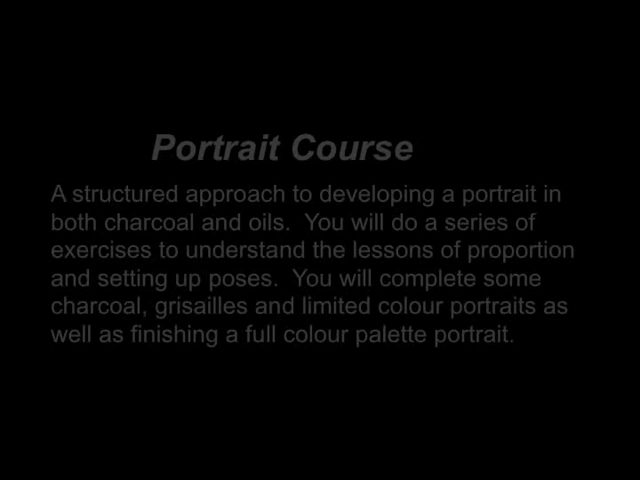 Portrait Course
A structured approach to developing a portrait in
both charcoal and oils.  You will do a series of
exercises to understand the lessons of proportion
and setting up poses.  You will complete some
charcoal, grisailles and limited colour portraits as
well as finishing a full colour palette portrait.